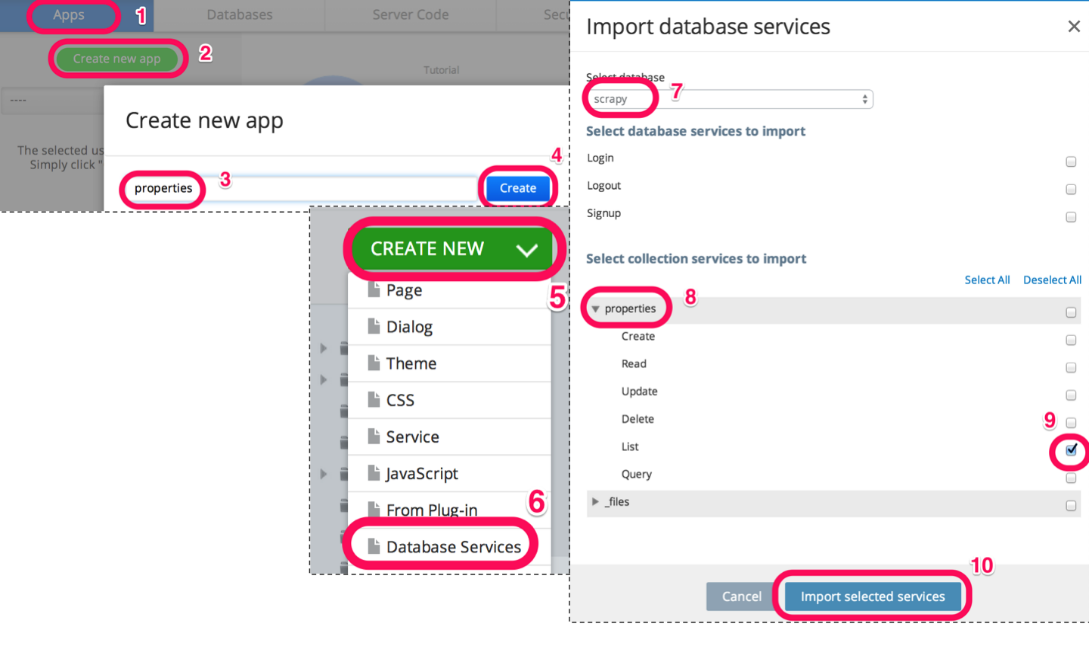 Apps
1
Databases
Server Code
Sec
Create new app
2
Tutorial
----
The selected us
Simply click "
Create new app
properties
3
Create
4
CREATE NEW
5
Page
Dialog
Theme
CSS
Service
JavaScript
From Plug-in
6
Database Services
Import database services
×
Select database
scrapy
7
Select database services to import
Login
Logout
Signup
Select collection services to import
Select All
Deselect All
properties
8
Create
Read
Update
Delete
9
List
Query
_files
10
Cancel
Import selected services